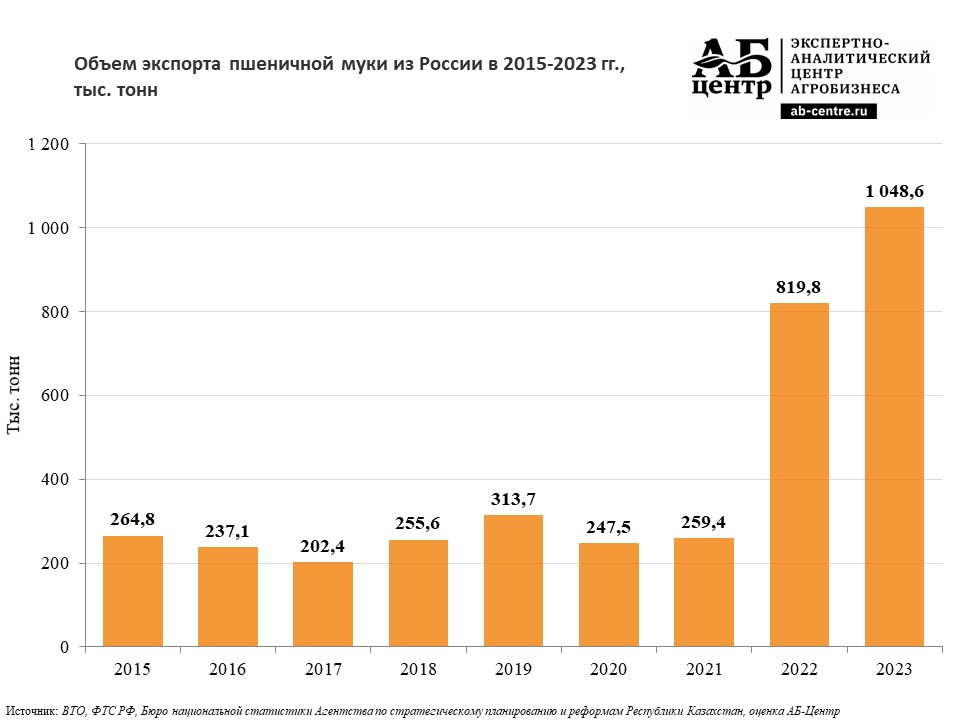 Объем экспорта пшеничной муки из России в 2015-2023 гг.,
тыс. тонн
АБ
центр
ЭКСПЕРТНО-
АНАЛИТИЧЕСКИЙ
ЦЕНТР
АГРОБИЗНЕСА
ab-centre.ru
Тыс. тонн
1 200
1 000
800
600
400
200
0
264,8
237,1
202,4
255,6
313,7
247,5
259,4
819,8
1 048,6
2015
2016
2017
2018
2019
2020
2021
2022
2023
Источник: ВТО, ФТС РФ, Бюро национальной статистики Агентства по стратегическому планированию и реформам Республики Казахстан, оценка АБ-Центр